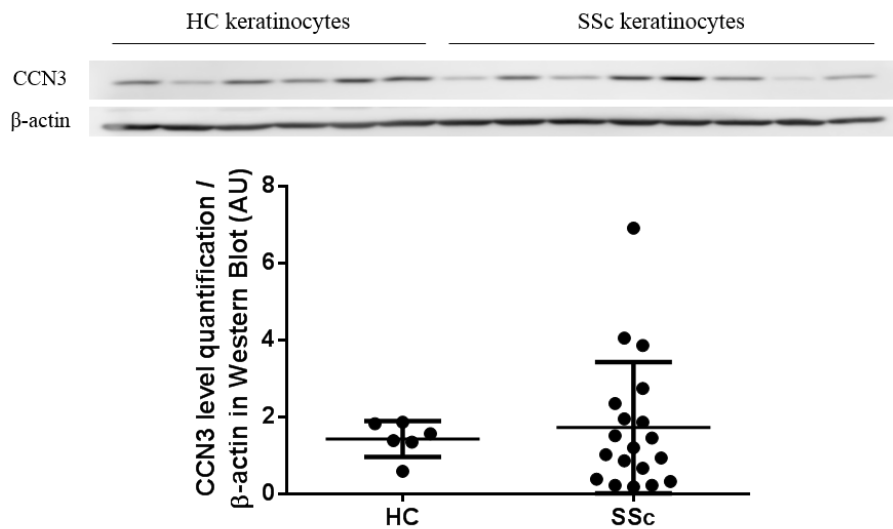 HC keratinocytes SSc keratinocytes
CCN3
β-actin
CCN3 level quantification /
β-actin in Western Blot (AU)
8
6
4
2
0
HC SSc